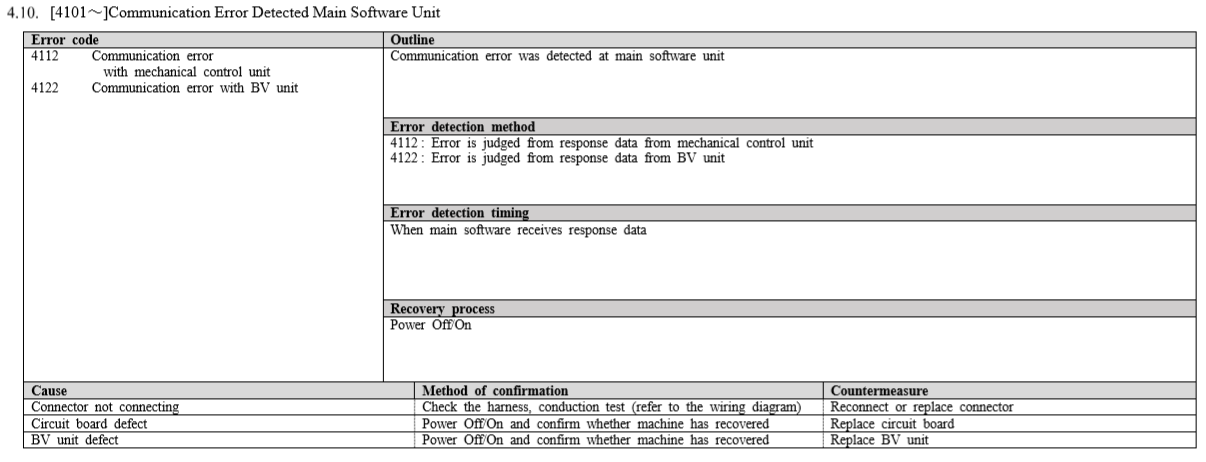 4.10. [4101～]Communication Error Detected Main Software Unit
Error code
4112 Communication error
with mechanical control unit
4122 Communication error with BV unit
Outline
Communication error was detected at main software unit
Error detection method
4112 : Error is judged from response data from mechanical control unit
4122 : Error is judged from response data from BV unit
Error detection timing
When main software receives response data
Recovery process
Power Off/On
Cause Method of confirmation Countermeasure
Connector not connecting Check the harness, conduction test (refer to the wiring diagram) Reconnect or replace connector
Circuit board defect Power Off/On and confirm whether machine has recovered Replace circuit board
BV unit defect Power Off/On and confirm whether machine has recovered Replace BV unit